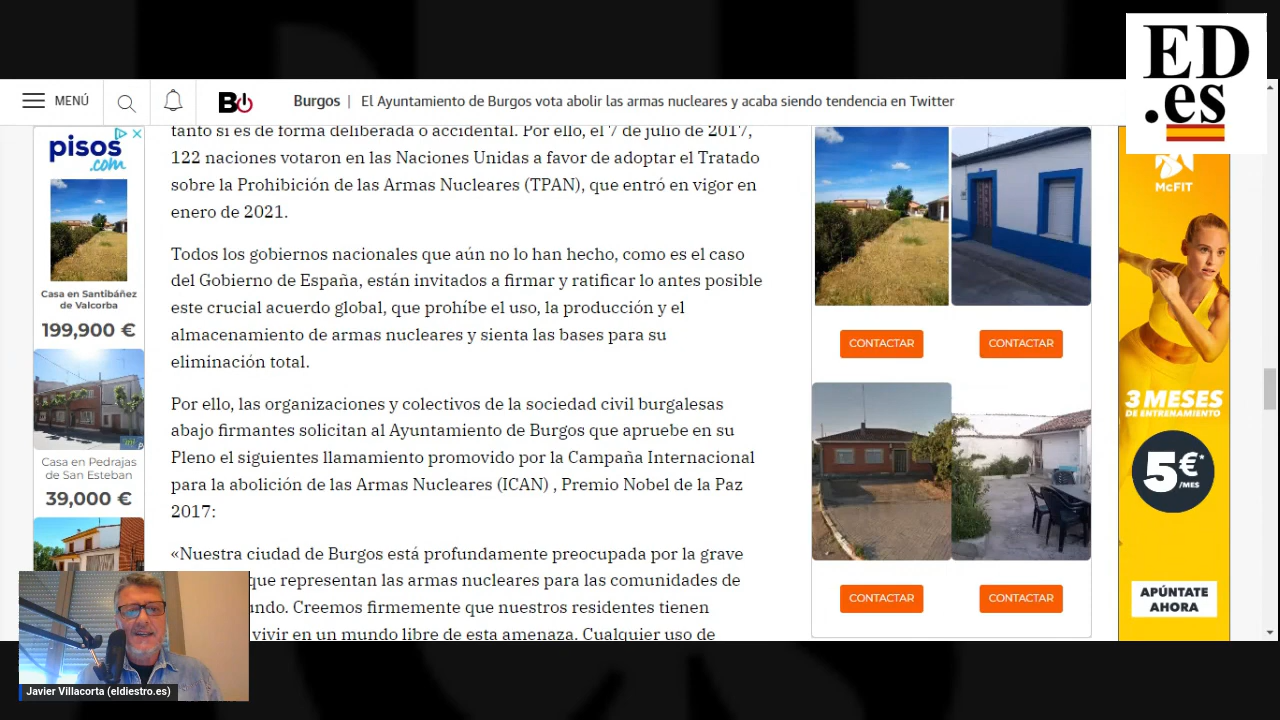 ED
.es
MENÚ
Burgos | El Ayuntamiento de Burgos vota abolir las armas nucleares y acaba siendo tendencia en Twitter
pisos
.com
Casa en Santibáñez
de Valcorba
199,900 €
Casa en Pedrajas
de San Esteban
39,000 €
tanto si es de forma deliberada o accidental. Por ello, el 7 de julio de 2017,
122 naciones votaron en las Naciones Unidas a favor de adoptar el Tratado
sobre la Prohibición de las Armas Nucleares (TPAN), que entró en vigor en
enero de 2021.
Todos los gobiernos nacionales que aún no lo han hecho, como es el caso
del Gobierno de España, están invitados a firmar y ratificar lo antes posible
este crucial acuerdo global, que prohíbe el uso, la producción y el
almacenamiento de armas nucleares y sienta las bases para su
eliminación total.
Por ello, las organizaciones y colectivos de la sociedad civil burgalesas
abajo firmantes solicitan al Ayuntamiento de Burgos que apruebe en su
Pleno el siguientes llamamiento promovido por la Campaña Internacional
para la abolición de las Armas Nucleares (ICAN) , Premio Nobel de la Paz
2017:
«Nuestra ciudad de Burgos está profundamente preocupada por la grave
que representan las armas nucleares para las comunidades de
Creemos firmemente que nuestros residentes tienen
vivir en un mundo libre de esta amenaza. Cualquier uso de
CONTACTAR
CONTACTAR
CONTACTAR
CONTACTAR
McFIT
3 MESES
DE ENTRENAMIENTO
5€*
/MES
APÚNTATE
AHORA
Javier Villacorta (eldiestro.es)